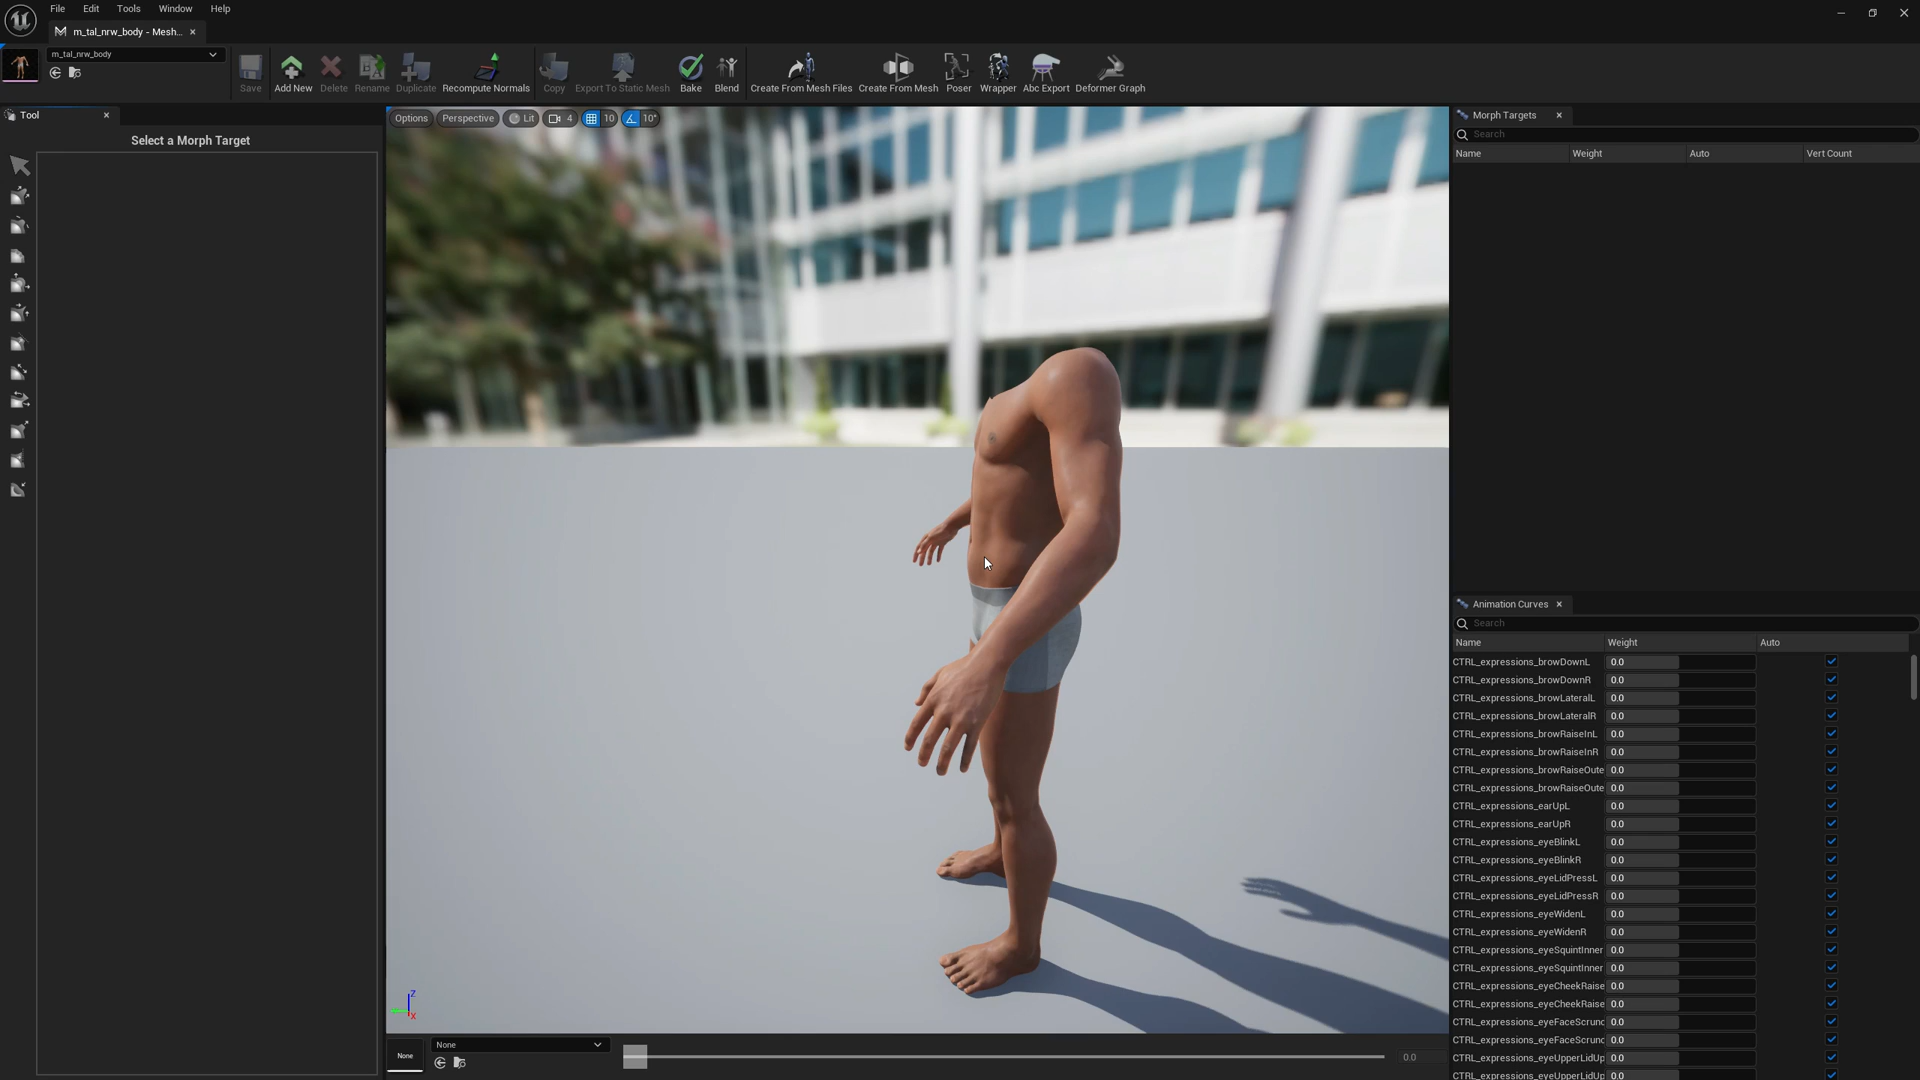 File Edit Tools Window Help
m_tal_nrw_body - Mesh...
m_tal_nrw_body
Save Add New Delete Rename Duplicate Recompute Normals Copy Export To Static Mesh Bake Blend Create From Mesh Files Create From Mesh Poser Wrapper Abc Export Deformer Graph
Tool
Select a Morph Target
Options Perspective Lit 4 10 10°
Morph Targets
Search
Name Weight Auto Vert Count
Animation Curves
Search
Name Weight Auto
CTRL_expressions_browDownL 0.0
CTRL_expressions_browDownR 0.0
CTRL_expressions_browLateralL 0.0
CTRL_expressions_browLateralR 0.0
CTRL_expressions_browRaiseInL 0.0
CTRL_expressions_browRaiseInR 0.0
CTRL_expressions_browRaiseOute 0.0
CTRL_expressions_browRaiseOute 0.0
CTRL_expressions_earUpL 0.0
CTRL_expressions_earUpR 0.0
CTRL_expressions_eyeBlinkL 0.0
CTRL_expressions_eyeBlinkR 0.0
CTRL_expressions_eyeLidPressL 0.0
CTRL_expressions_eyeLidPressR 0.0
CTRL_expressions_eyeWidenL 0.0
CTRL_expressions_eyeWidenR 0.0
CTRL_expressions_eyeSquintInner 0.0
CTRL_expressions_eyeSquintInner 0.0
CTRL_expressions_eyeCheekRaise 0.0
CTRL_expressions_eyeCheekRaise 0.0
CTRL_expressions_eyeFaceScrunc 0.0
CTRL_expressions_eyeFaceScrunc 0.0
CTRL_expressions_eyeUpperLidUp 0.0
CTRL_expressions_eyeUpperLidUp 0.0
Z
X
None
None
0.0